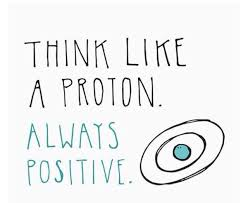 THINK LIKE
A PROTON.
ALWAYS
POSITIVE.